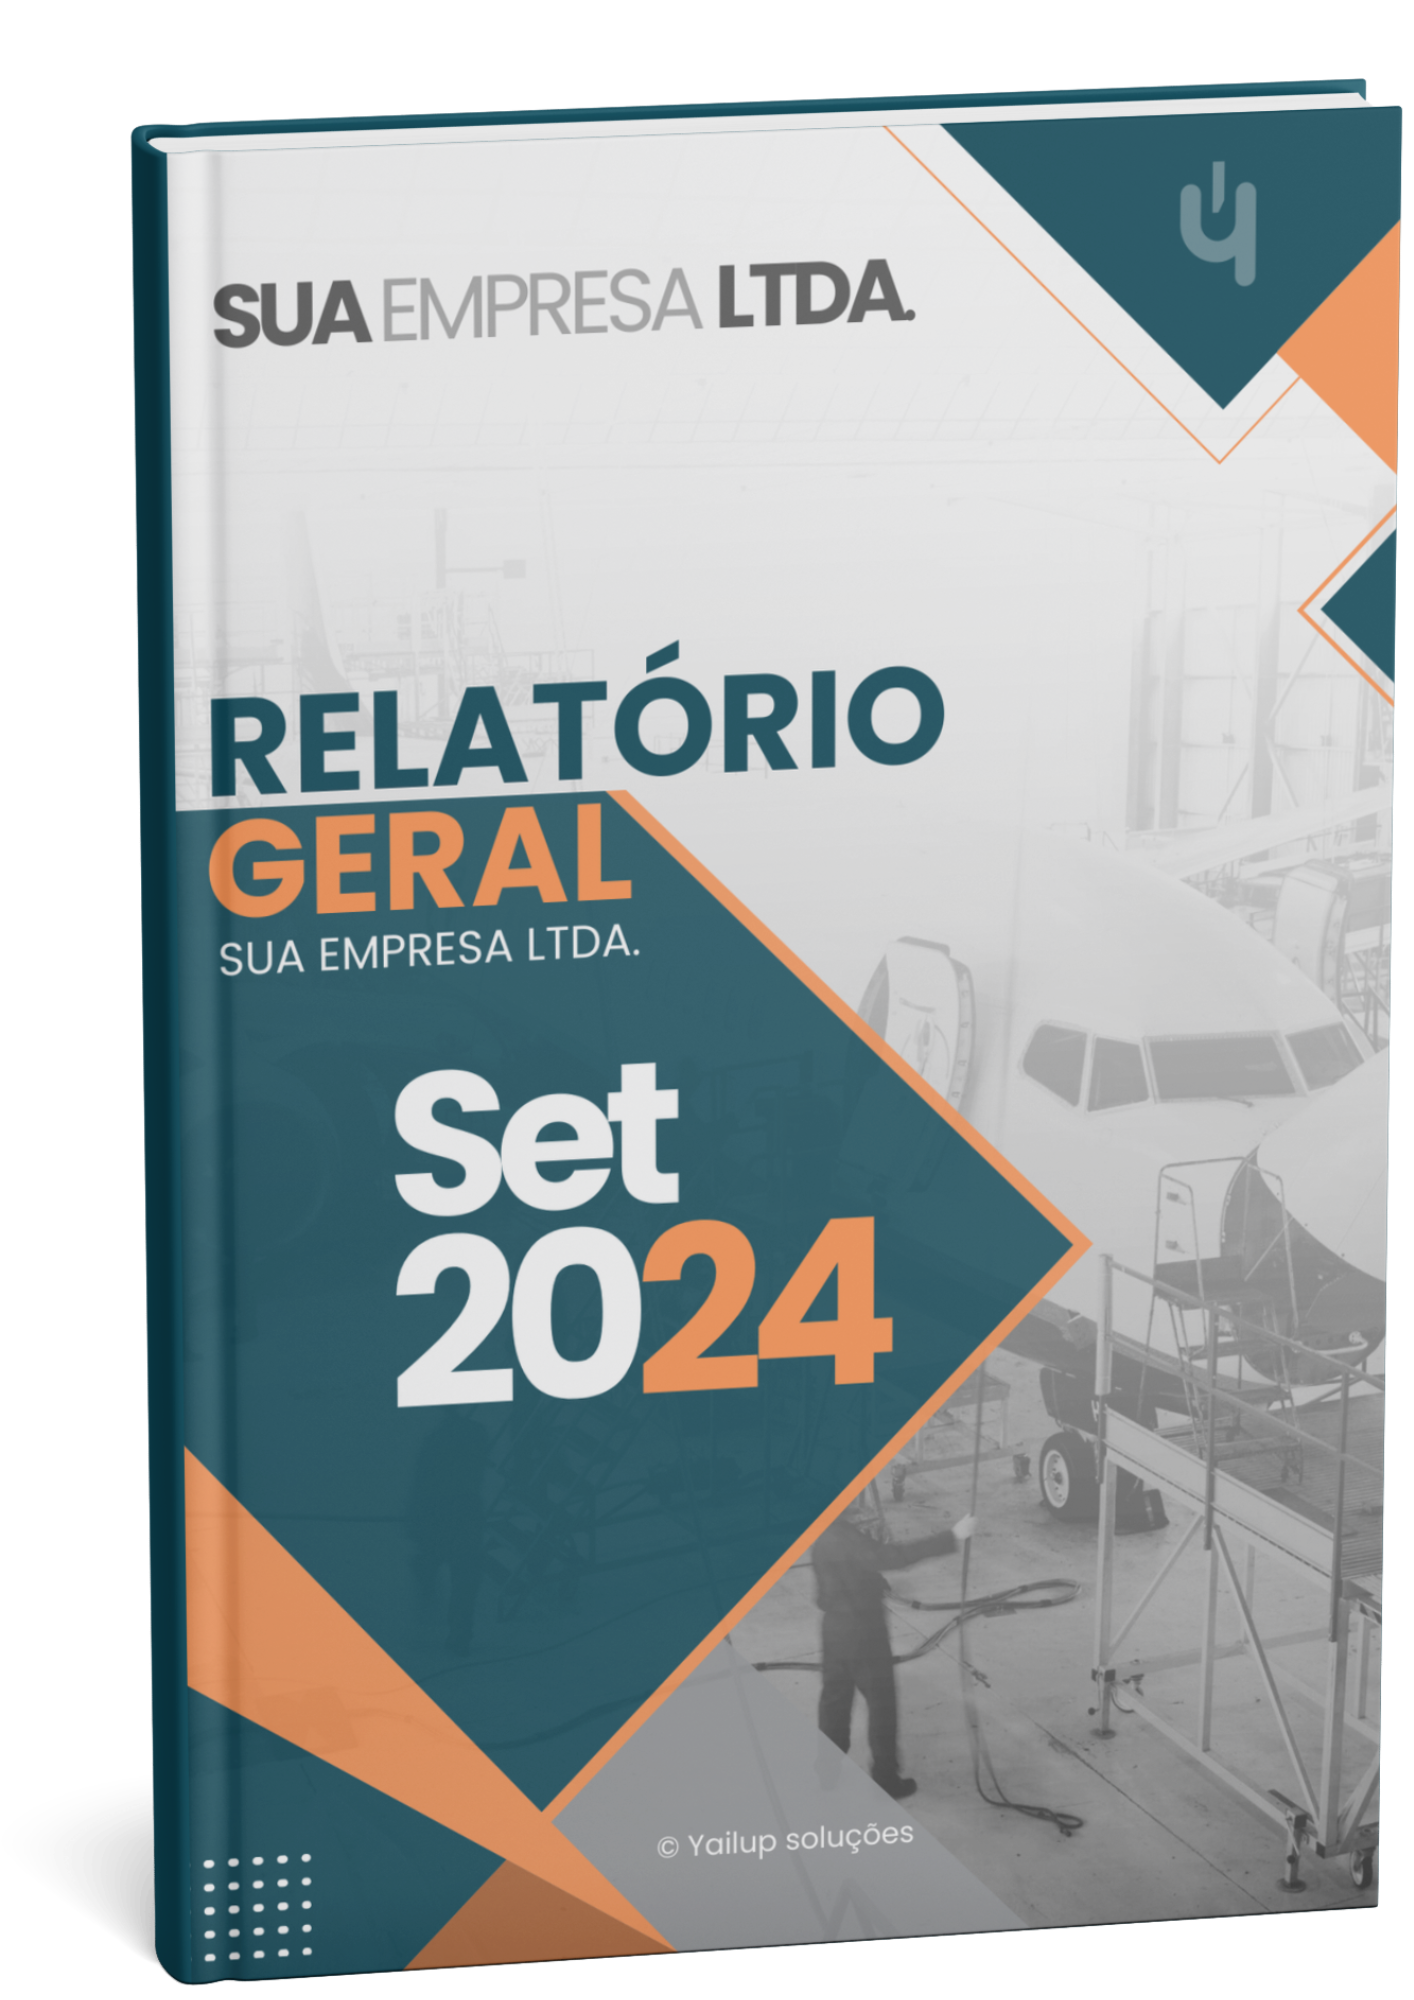 SUA EMPRESA LTDA.
RELATÓRIO
GERAL
SUA EMPRESA LTDA.
Set
2024
© Yailup soluções